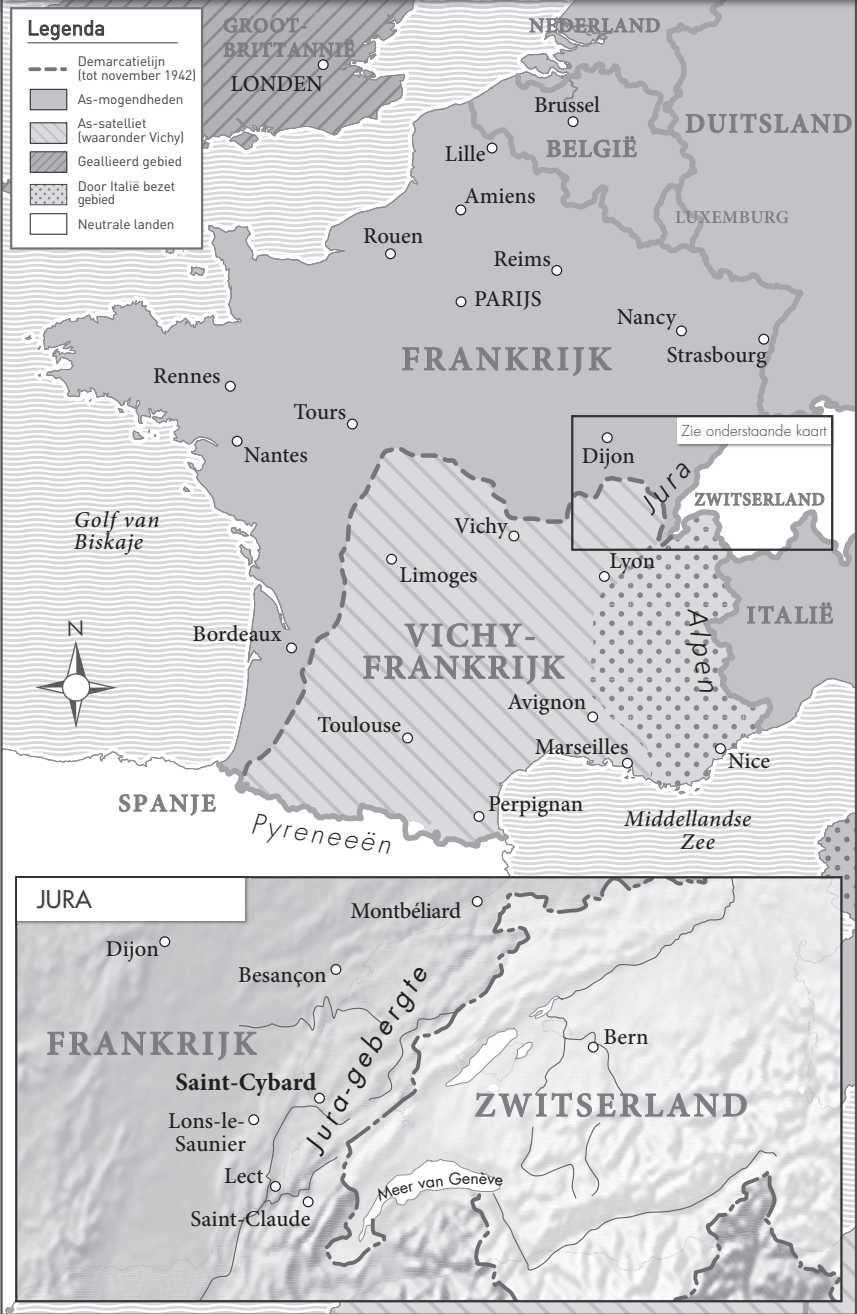 Legenda
Demarcatielijn
(tot november 1942)
As-mogendheden
As-satelliet
(waaronder Vichy)
Geallieerd gebied
Door Italië bezet
gebied
Neutrale landen
GROOT-
BRITTANNIË
LONDEN
NEDERLAND
Brussel
BELGIË
DUITSLAND
Lille
Amiens
LUXEMBURG
Rouen
Reims
PARIJS
Nancy
Strasbourg
FRANKRIJK
Rennes
Tours
Nantes
Zie onderstaande kaart
Dijon
Jura
ZWITSERLAND
Golf van
Biskaje
Vichy
Limoges
Lyon
N
Bordeaux
VICHY-
FRANKRIJK
Alpen
ITALIË
Avignon
Toulouse
Marseilles
Nice
SPANJE
Perpignan
Pyreneeën
Middellandse
Zee
JURA
Montbéliard
Dijon
Besançon
FRANKRIJK
Jura-gebergte
Bern
Saint-Cybard
ZWITSERLAND
Lons-le-
Saunier
Lect
Meer van Genève
Saint-Claude